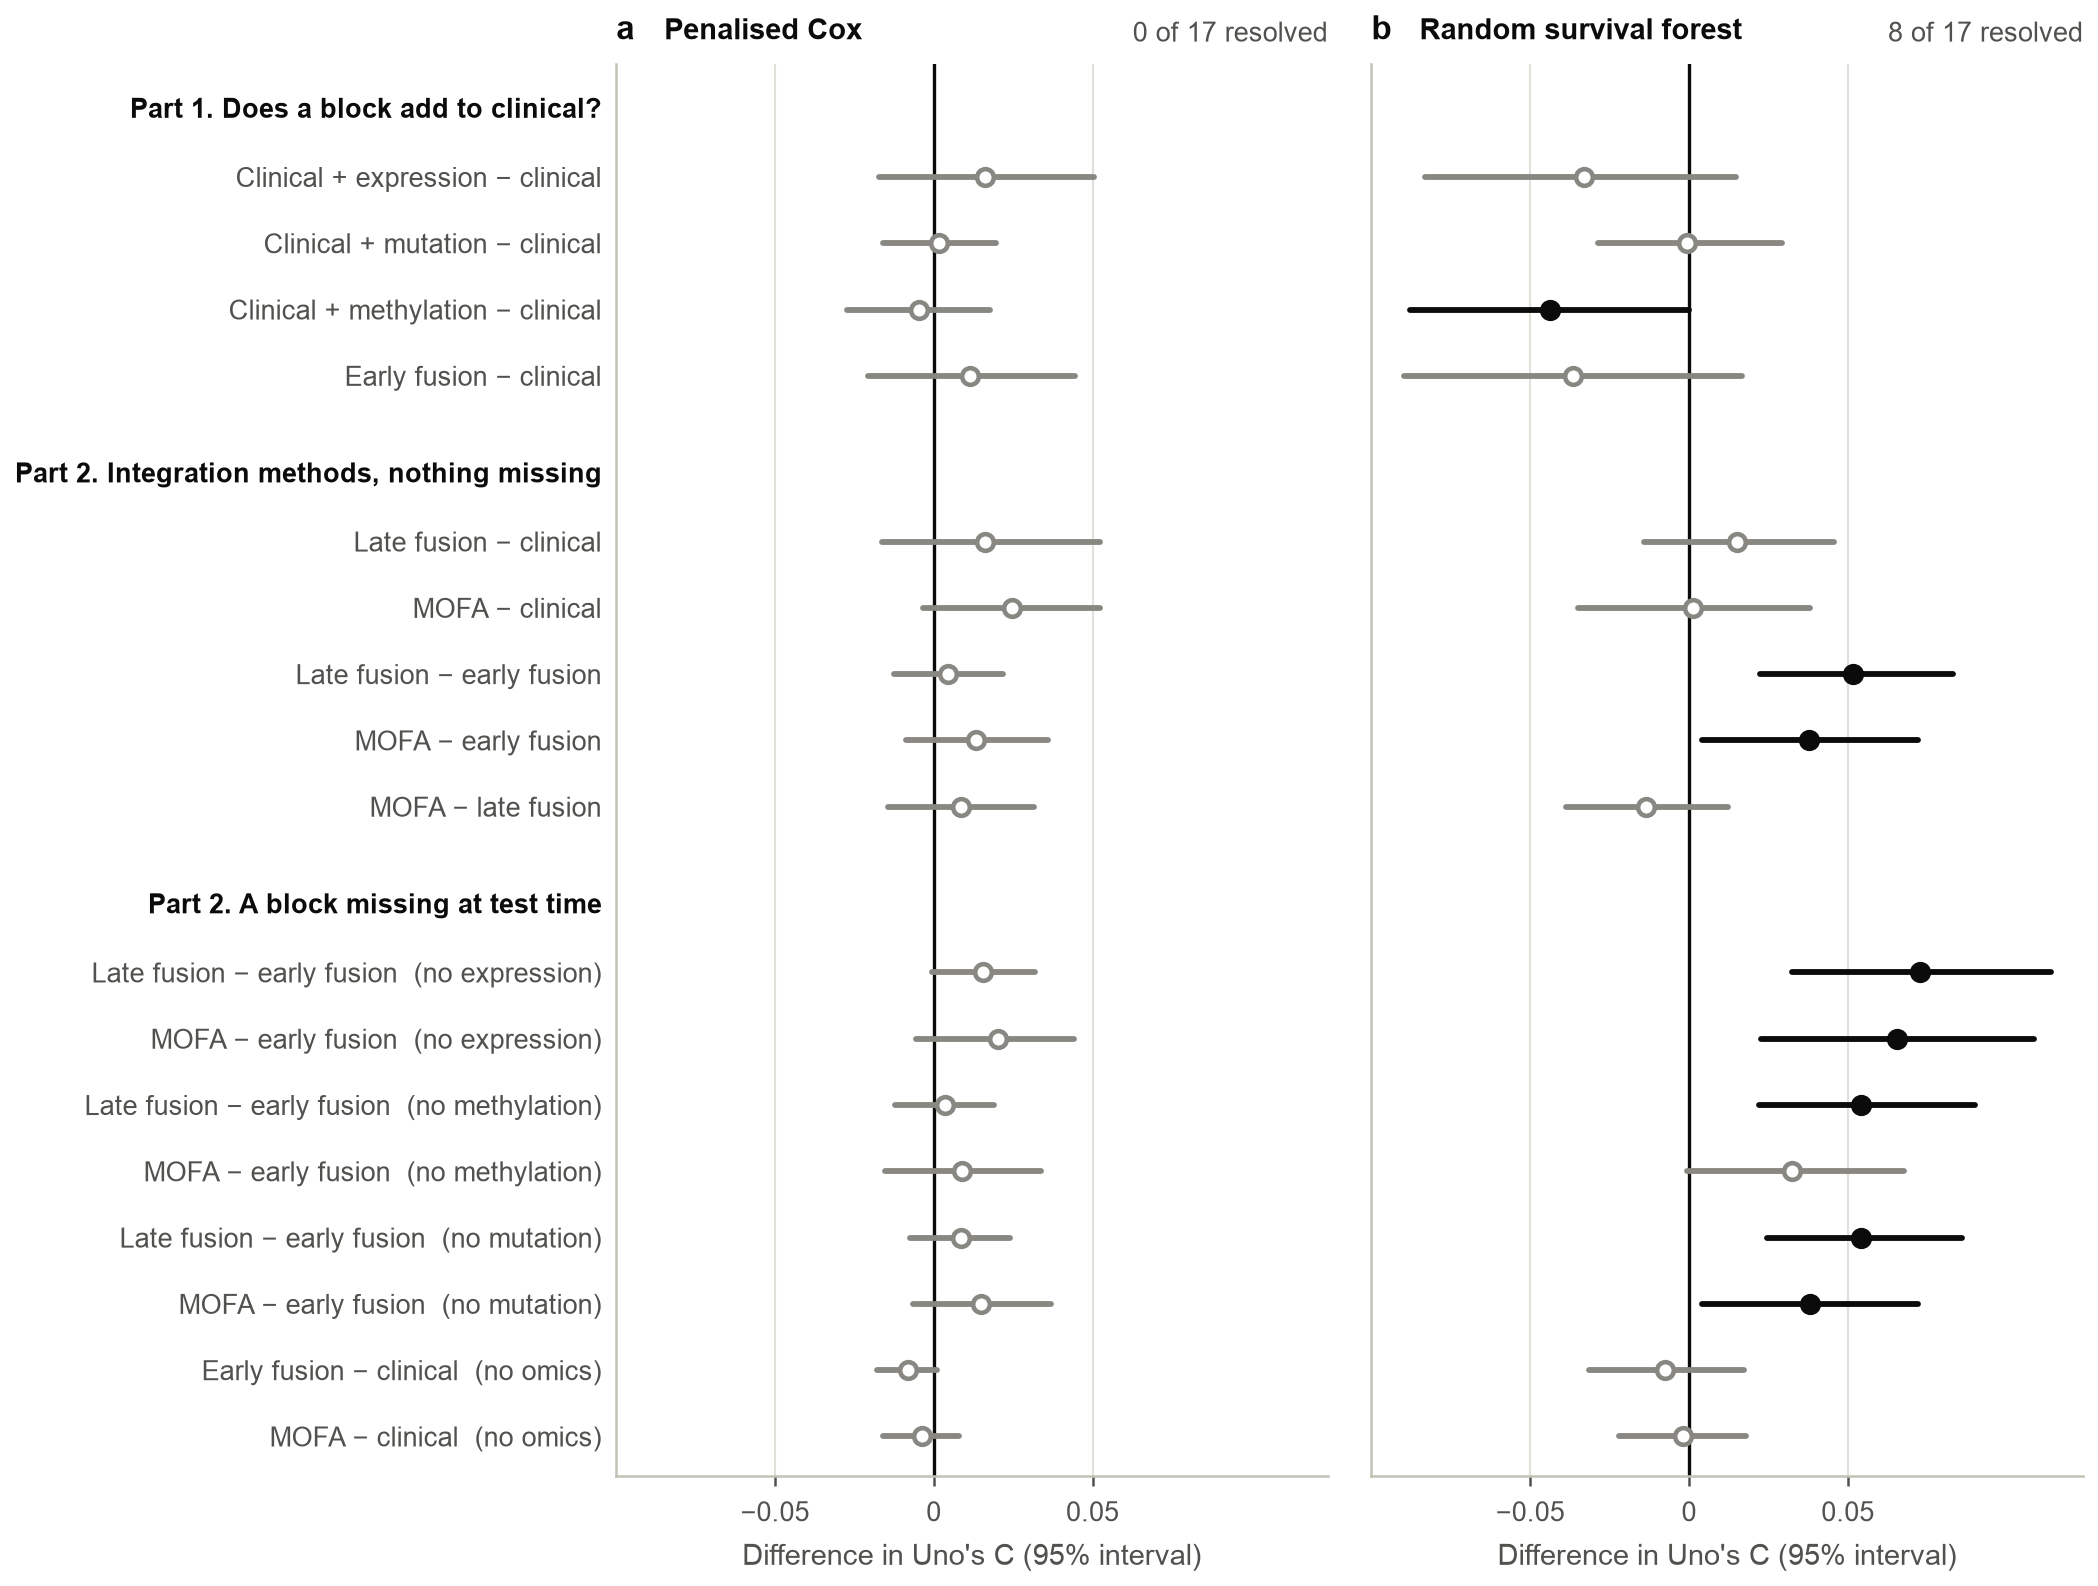 a Penalised Cox 0 of 17 resolved
b Random survival forest 8 of 17 resolved
Part 1. Does a block add to clinical?
Clinical + expression − clinical
Clinical + mutation − clinical
Clinical + methylation − clinical
Early fusion − clinical
Part 2. Integration methods, nothing missing
Late fusion − clinical
MOFA − clinical
Late fusion − early fusion
MOFA − early fusion
MOFA − late fusion
Part 2. A block missing at test time
Late fusion − early fusion (no expression)
MOFA − early fusion (no expression)
Late fusion − early fusion (no methylation)
MOFA − early fusion (no methylation)
Late fusion − early fusion (no mutation)
MOFA − early fusion (no mutation)
Early fusion − clinical (no omics)
MOFA − clinical (no omics)
−0.05 0 0.05
Difference in Uno's C (95% interval)
−0.05 0 0.05
Difference in Uno's C (95% interval)